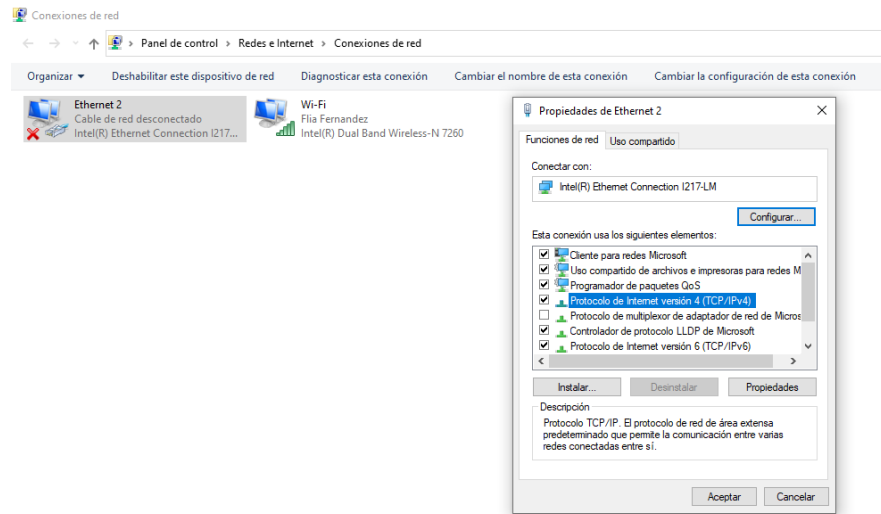 Conexiones de red
Panel de control > Redes e Internet > Conexiones de red
Organizar Deshabilitar este dispositivo de red Diagnosticar esta conexión Cambiar el nombre de esta conexión Cambiar la configuración de esta conexión
Ethernet 2
Cable de red desconectado
Intel(R) Ethernet Connection I217...
Wi-Fi
Flia Fernandez
Intel(R) Dual Band Wireless-N 7260
Propiedades de Ethernet 2
Funciones de red Uso compartido
Conectar con:
Intel(R) Ethernet Connection I217-LM
Configurar...
Esta conexión usa los siguientes elementos:
Cliente para redes Microsoft
Uso compartido de archivos e impresoras para redes M
Programador de paquetes QoS
Protocolo de Internet versión 4 (TCP/IPv4)
Protocolo de multiplexor de adaptador de red de Micros
Controlador de protocolo LLDP de Microsoft
Protocolo de Internet versión 6 (TCP/IPv6)
Instalar... Desinstalar Propiedades
Descripción
Protocolo TCP/IP. El protocolo de red de área extensa
predeterminado que permite la comunicación entre varias
redes conectadas entre sí.
Aceptar Cancelar